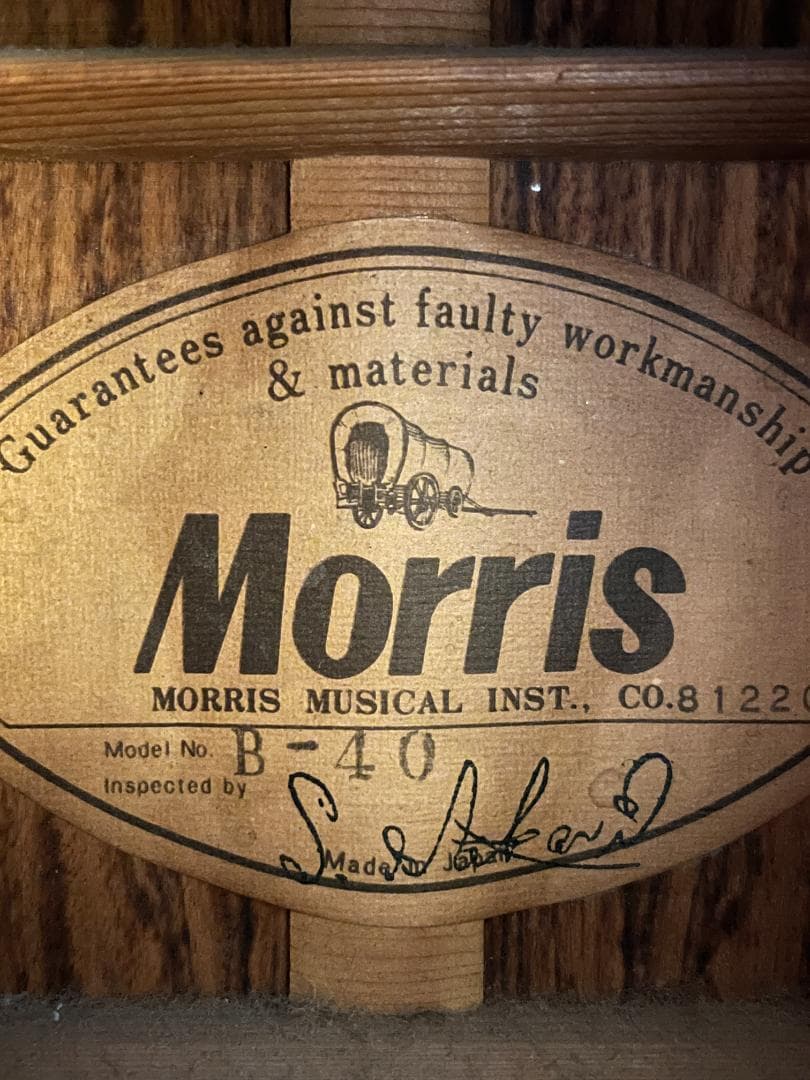 Guarantees against faulty workmanship
& materials
Morris
MORRIS MUSICAL INST., CO. 81220
Model No. B-40
Inspected by
Made in Japan